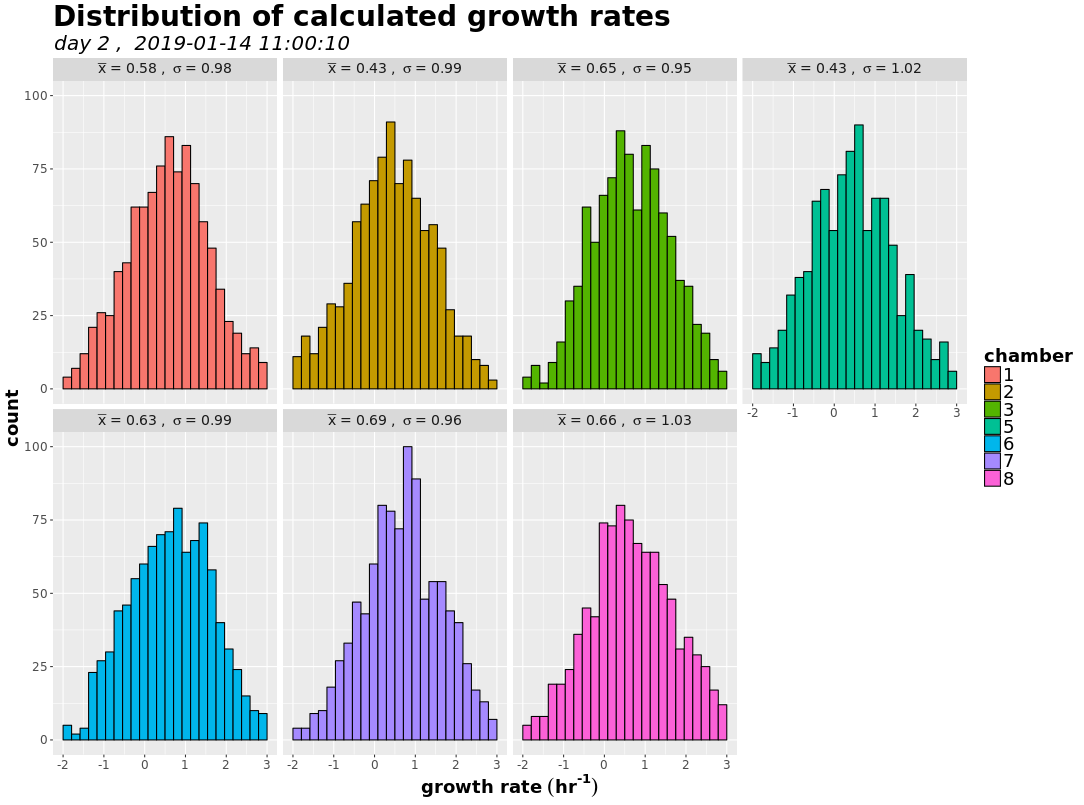 Distribution of calculated growth rates
day 2 ,  2019-01-14 11:00:10
x̅ = 0.58 ,  σ = 0.98
x̅ = 0.43 ,  σ = 0.99
x̅ = 0.65 ,  σ = 0.95
x̅ = 0.43 ,  σ = 1.02
100
75
50
25
0
-2 -1 0 1 2 3
x̅ = 0.63 ,  σ = 0.99
x̅ = 0.69 ,  σ = 0.96
x̅ = 0.66 ,  σ = 1.03
100
75
50
25
0
-2 -1 0 1 2 3
-2 -1 0 1 2 3
-2 -1 0 1 2 3
count
growth rate (hr⁻¹)
chamber
1
2
3
5
6
7
8